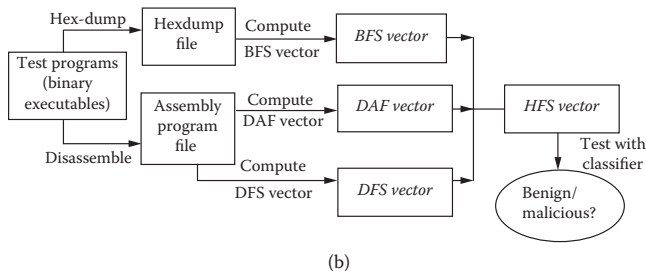 Hex-dump
Hexdump
file
Compute
BFS vector
BFS vector
Test programs
(binary
executables)
Disassemble
Assembly
program
file
Compute
DAF vector
DAF vector
Compute
DFS vector
DFS vector
HFS vector
Test with
classifier
Benign/
malicious?
(b)